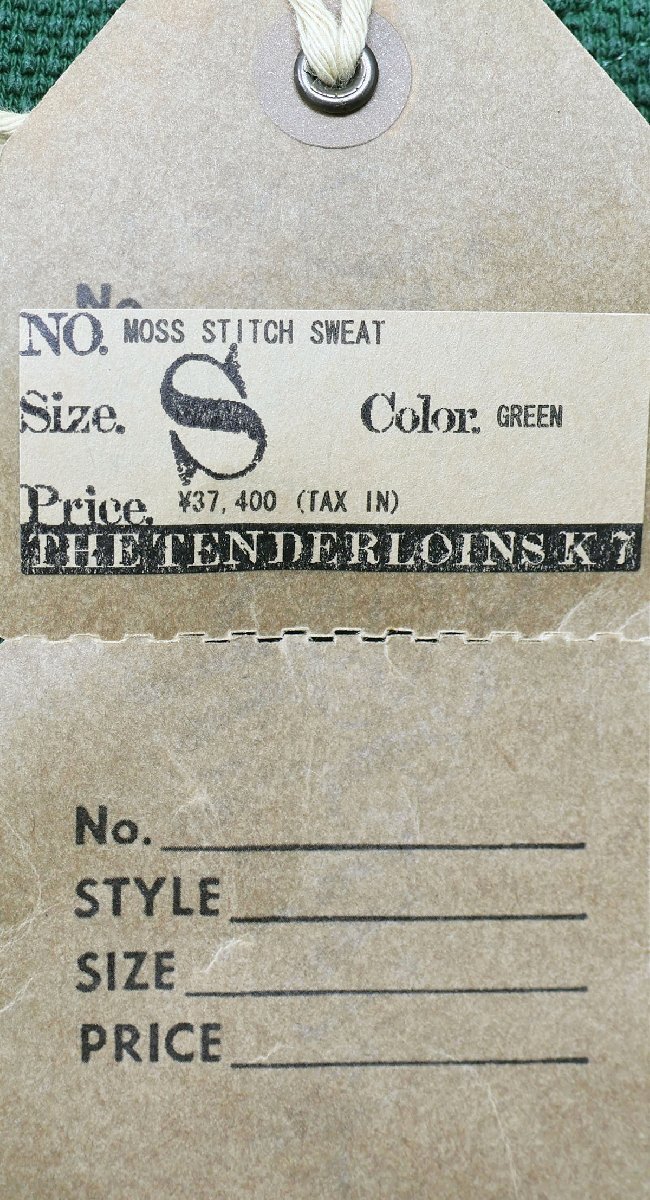 No.
NO. MOSS STITCH SWEAT
Size. S Color. GREEN
Price. ¥37,400 (TAX IN)
THE TENDERLOINS K 7
No.
STYLE
SIZE
PRICE